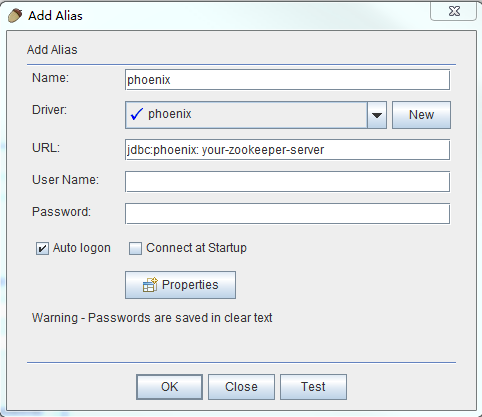 Add Alias
Add Alias
Name:
phoenix
Driver:
phoenix
New
URL:
jdbc:phoenix: your-zookeeper-server
User Name:
Password:
Auto logon
Connect at Startup
Properties
Warning - Passwords are saved in clear text
OK
Close
Test